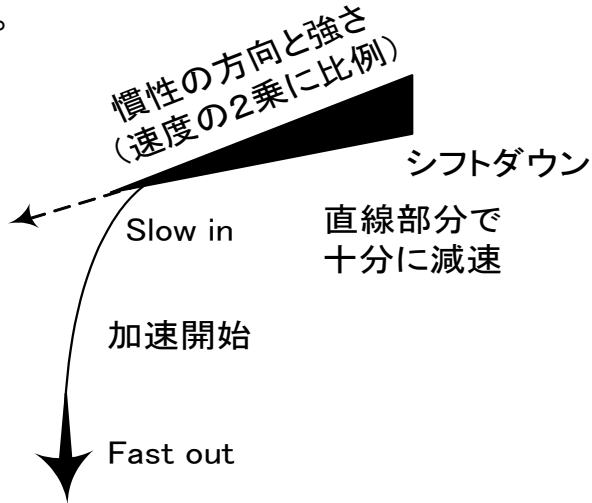 。
慣性の方向と強さ
（速度の２乗に比例）
シフトダウン
Slow in
直線部分で
十分に減速
加速開始
Fast out